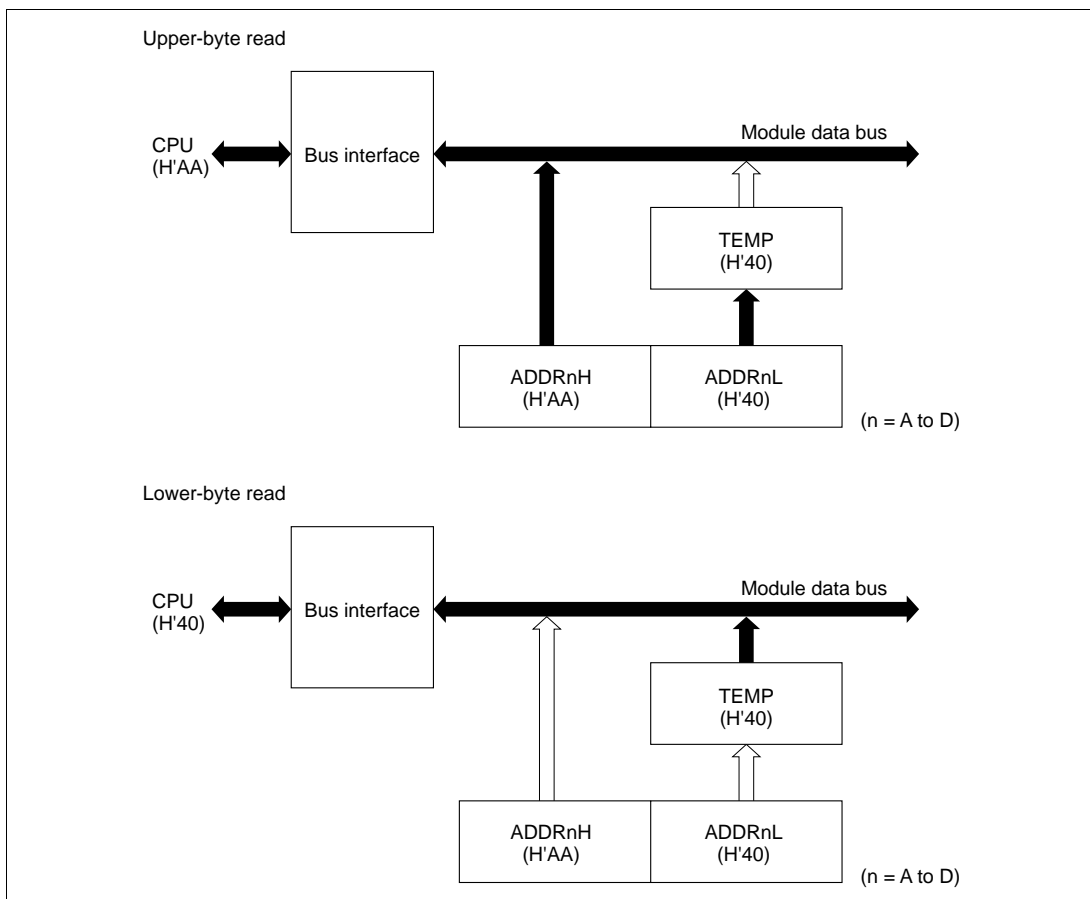 Upper-byte read
CPU
(H'AA)
Bus interface
Module data bus
TEMP
(H'40)
ADDRnH
(H'AA)
ADDRnL
(H'40)
(n = A to D)
Lower-byte read
CPU
(H'40)
Bus interface
Module data bus
TEMP
(H'40)
ADDRnH
(H'AA)
ADDRnL
(H'40)
(n = A to D)